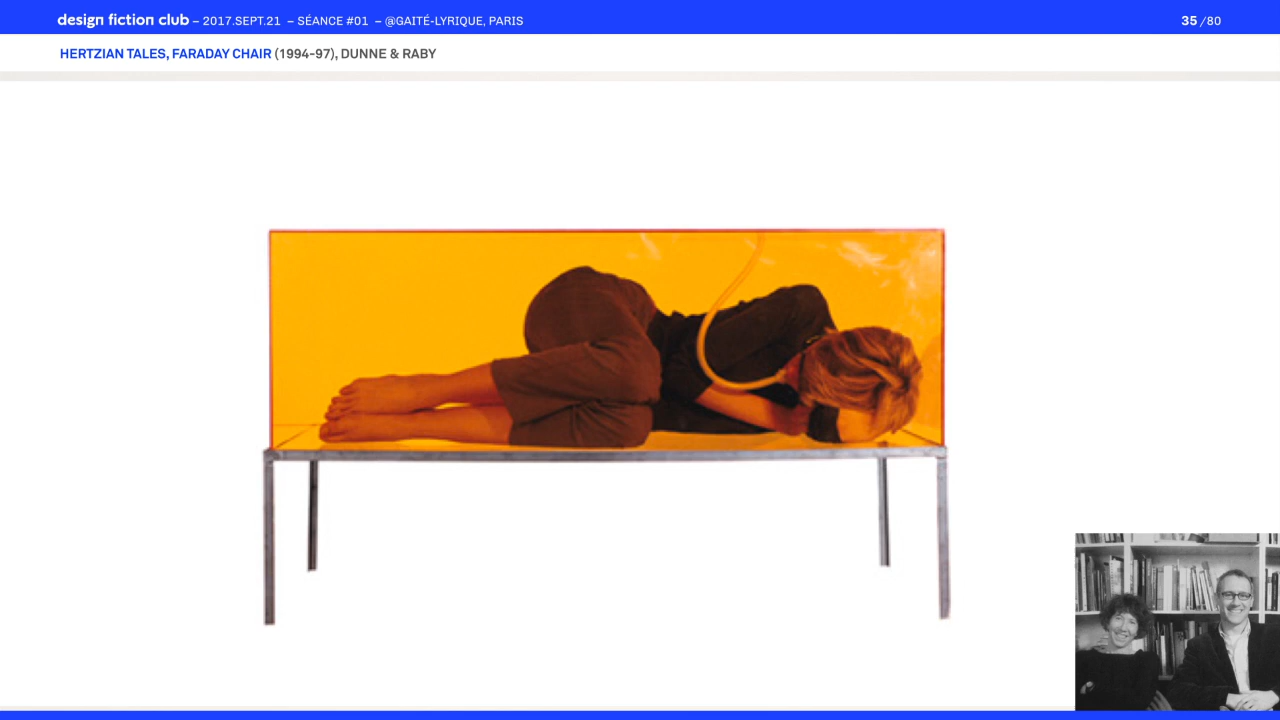 design fiction club – 2017.SEPT.21 – SÉANCE #01 – @GAITÉ-LYRIQUE, PARIS 35/80
HERTZIAN TALES, FARADAY CHAIR (1994-97), DUNNE & RABY